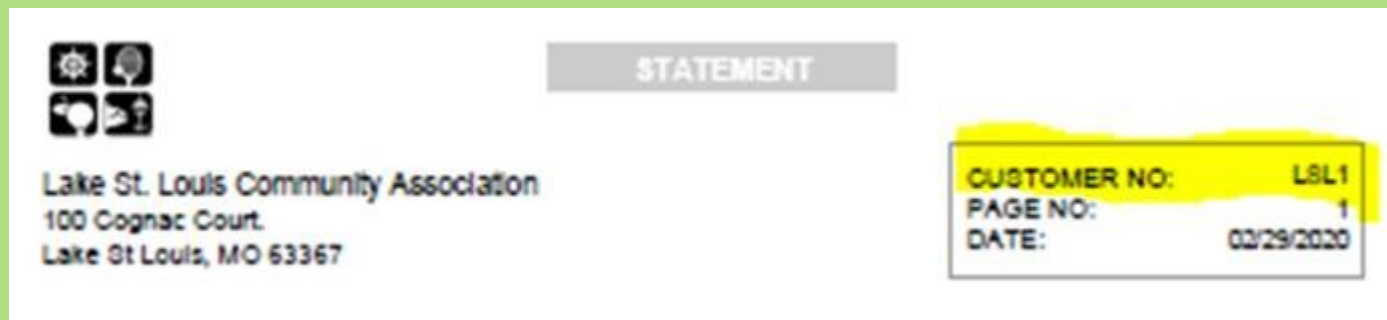 STATEMENT
Lake St. Louis Community Association
100 Cognac Court.
Lake St Louis, MO 63367
CUSTOMER NO: LSL1
PAGE NO: 1
DATE: 02/29/2020